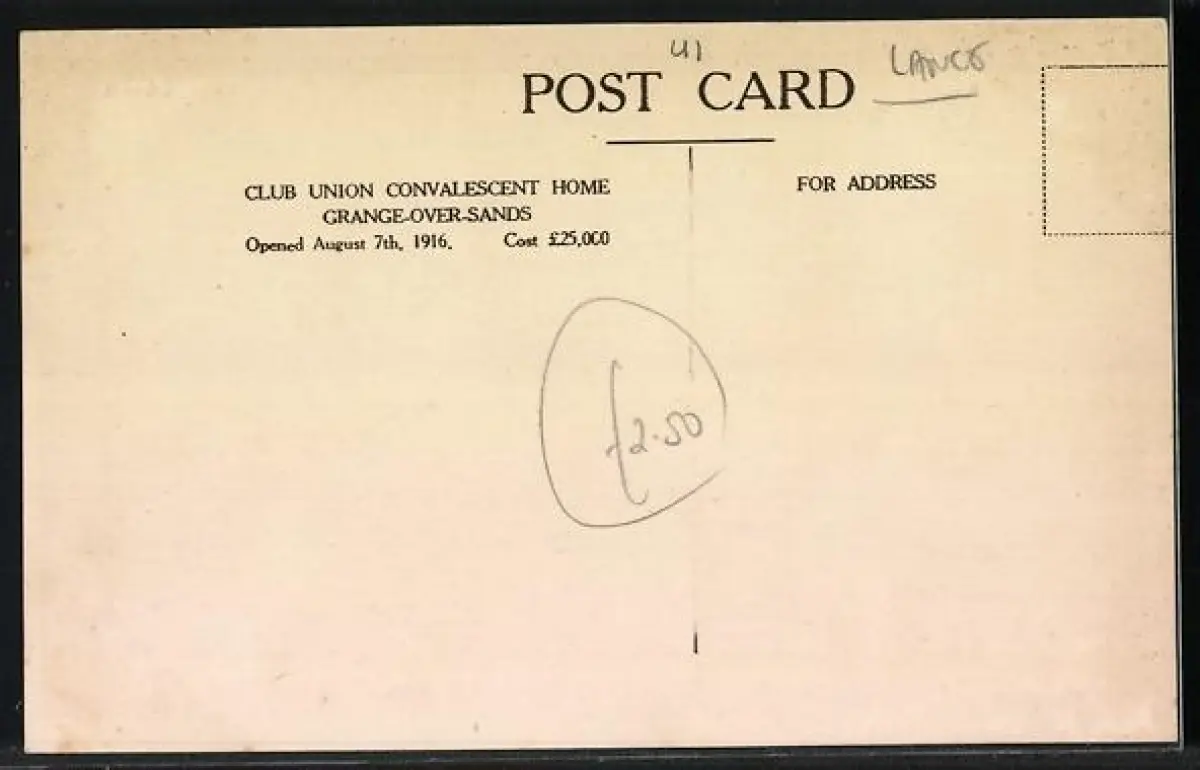 41
LANCS
POST CARD
CLUB UNION CONVALESCENT HOME
GRANGE-OVER-SANDS
Opened August 7th, 1916. Cost £25,000
FOR ADDRESS
£2.50